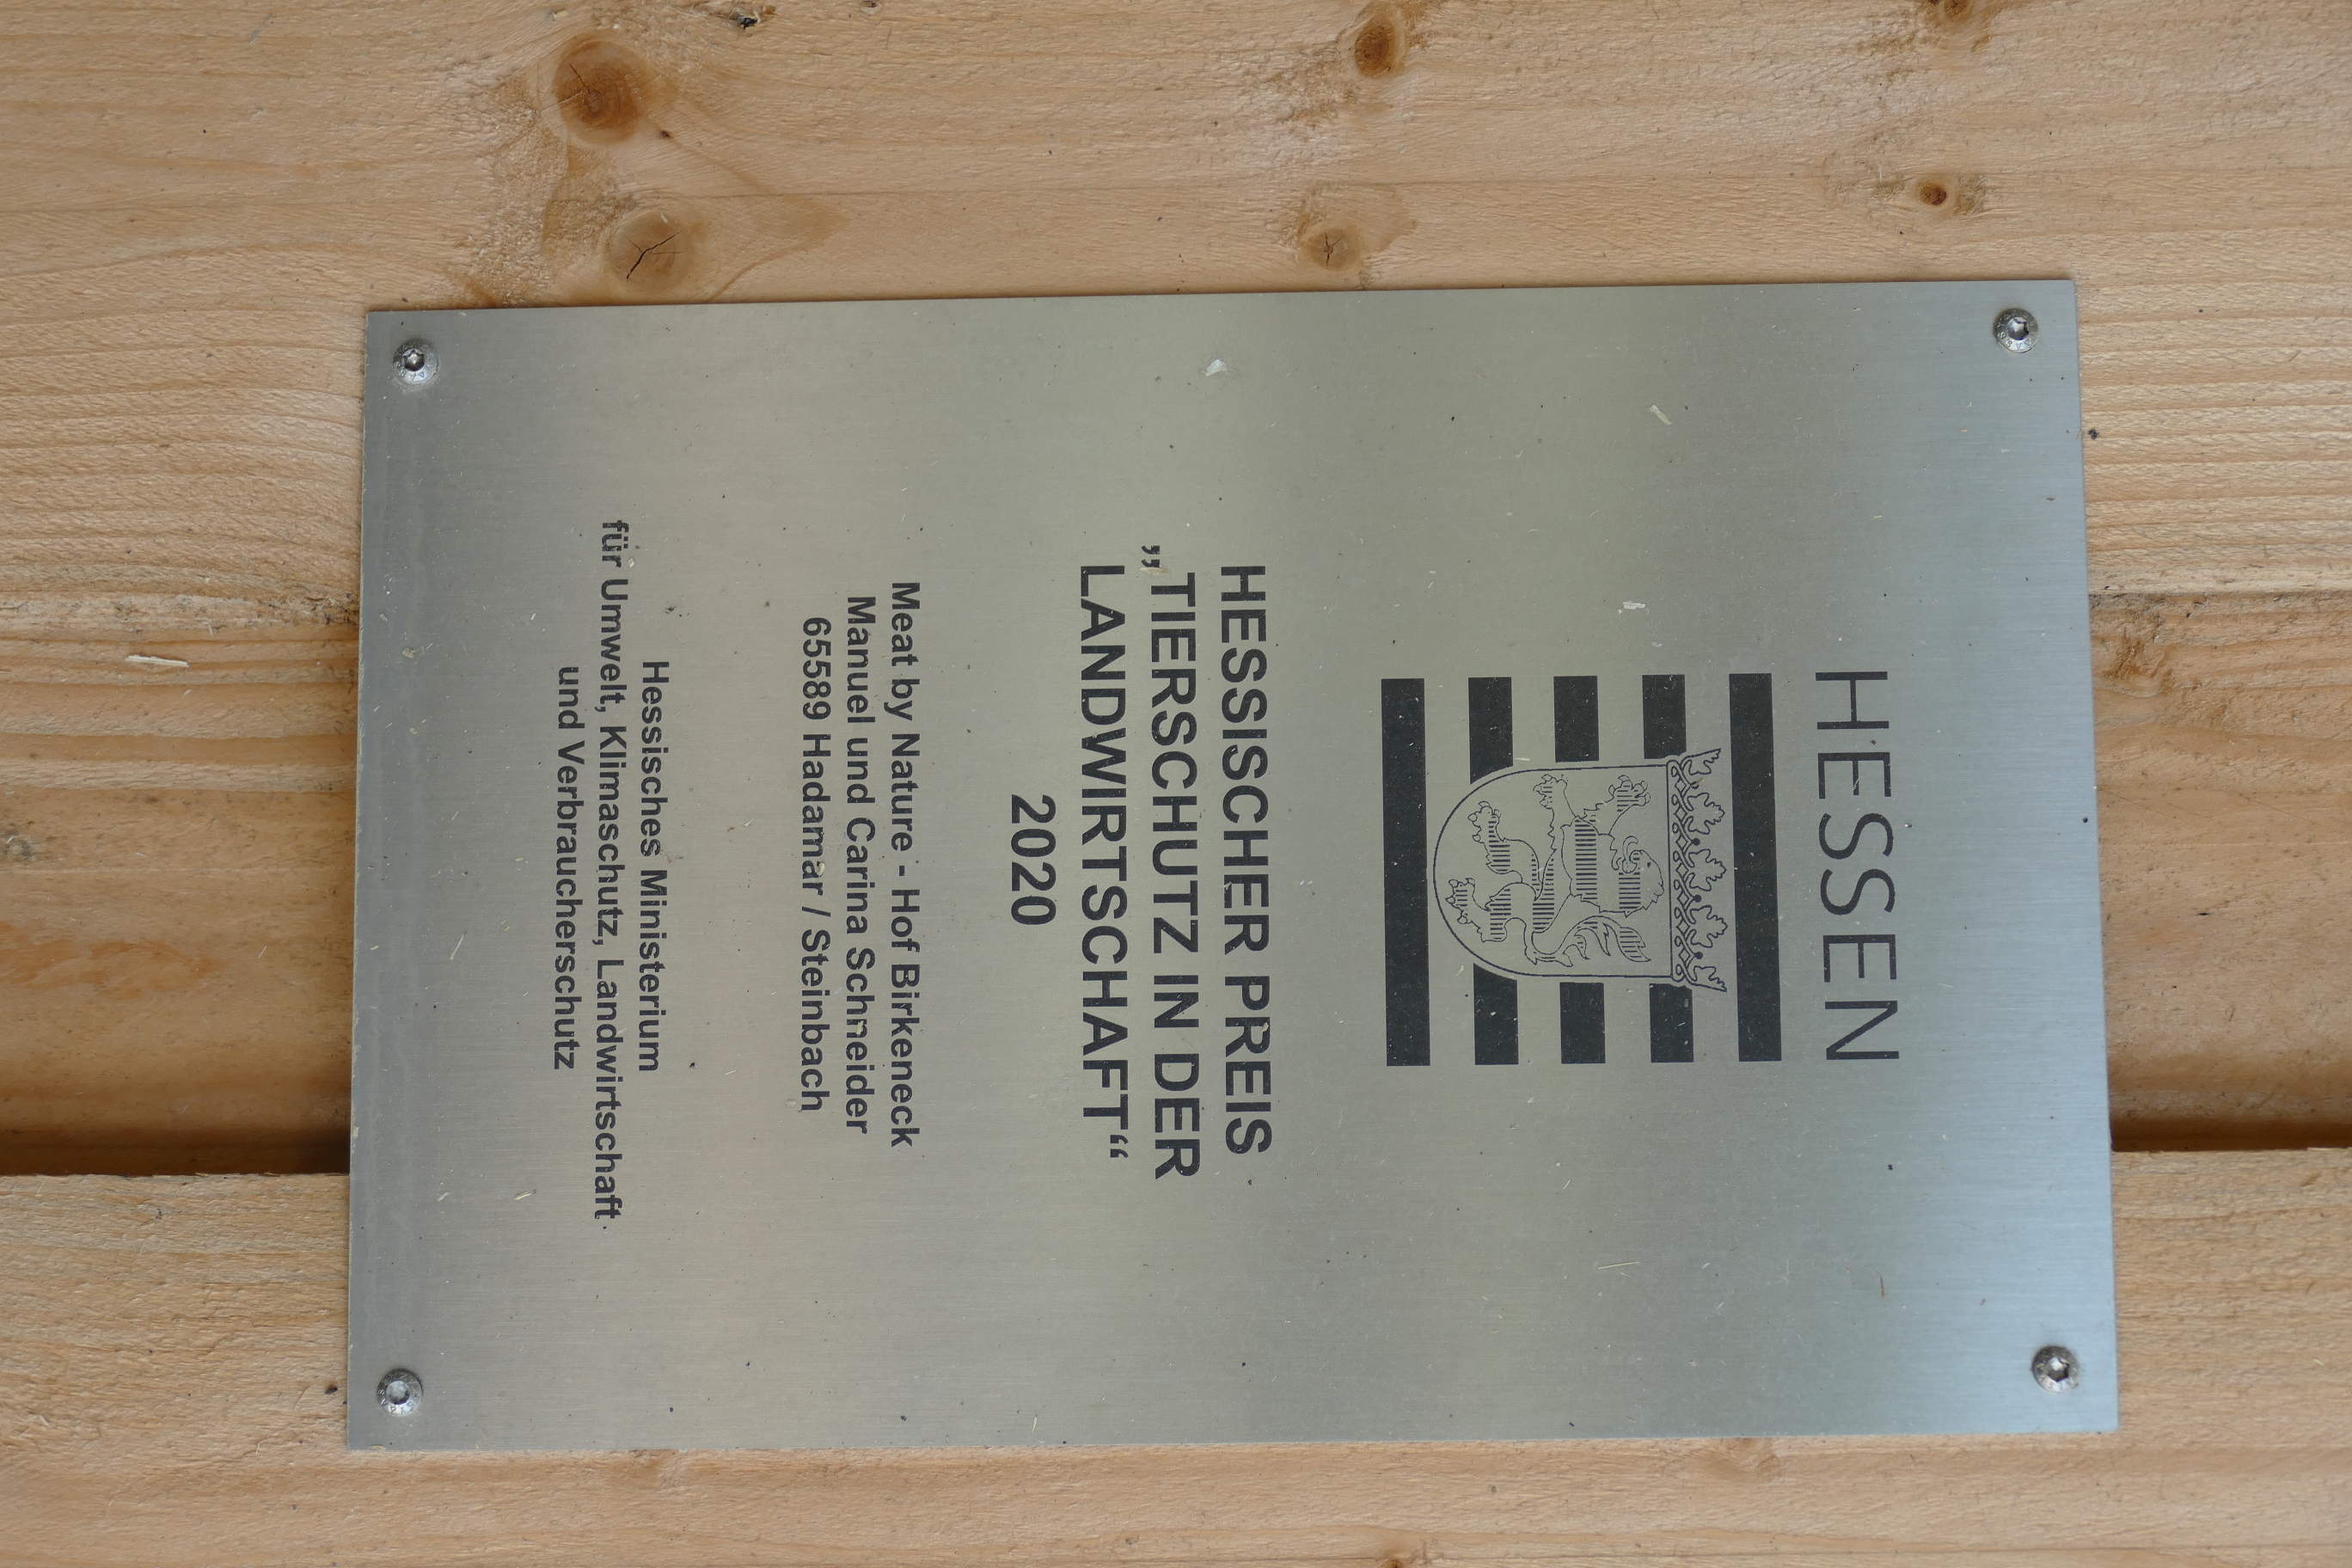 HESSEN
HESSISCHER PREIS
„TIERSCHUTZ IN DER
LANDWIRTSCHAFT“
2020
Meat by Nature - Hof Birkeneck
Manuel und Carina Schneider
65589 Hadamar / Steinbach
Hessisches Ministerium
für Umwelt, Klimaschutz, Landwirtschaft
und Verbraucherschutz